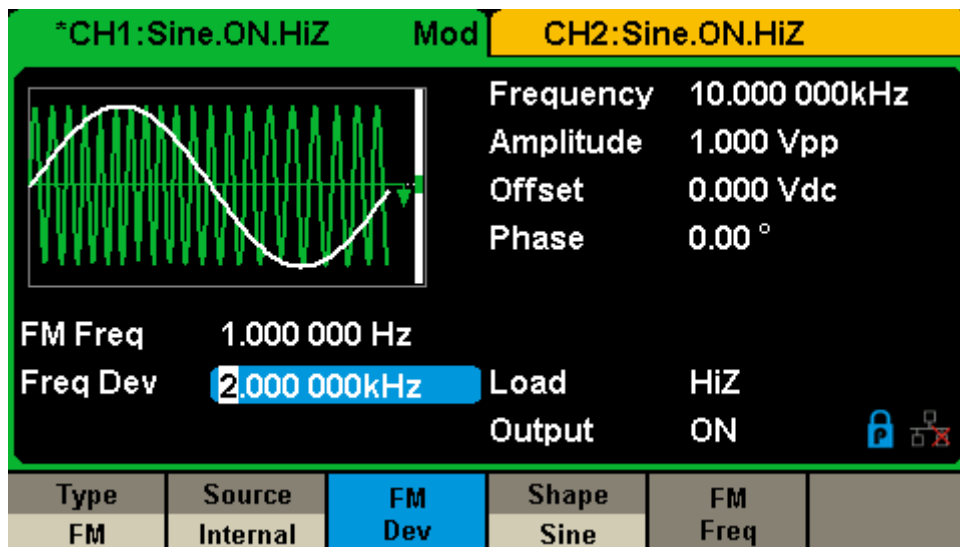 *CH1:Sine.ON.HiZ Mod CH2:Sine.ON.HiZ
Frequency 10.000 000kHz
Amplitude 1.000 Vpp
Offset 0.000 Vdc
Phase 0.00 °
FM Freq 1.000 000 Hz
Freq Dev 2.000 000kHz Load HiZ
Output ON P
Type Source FM Shape FM
FM Internal Dev Sine Freq